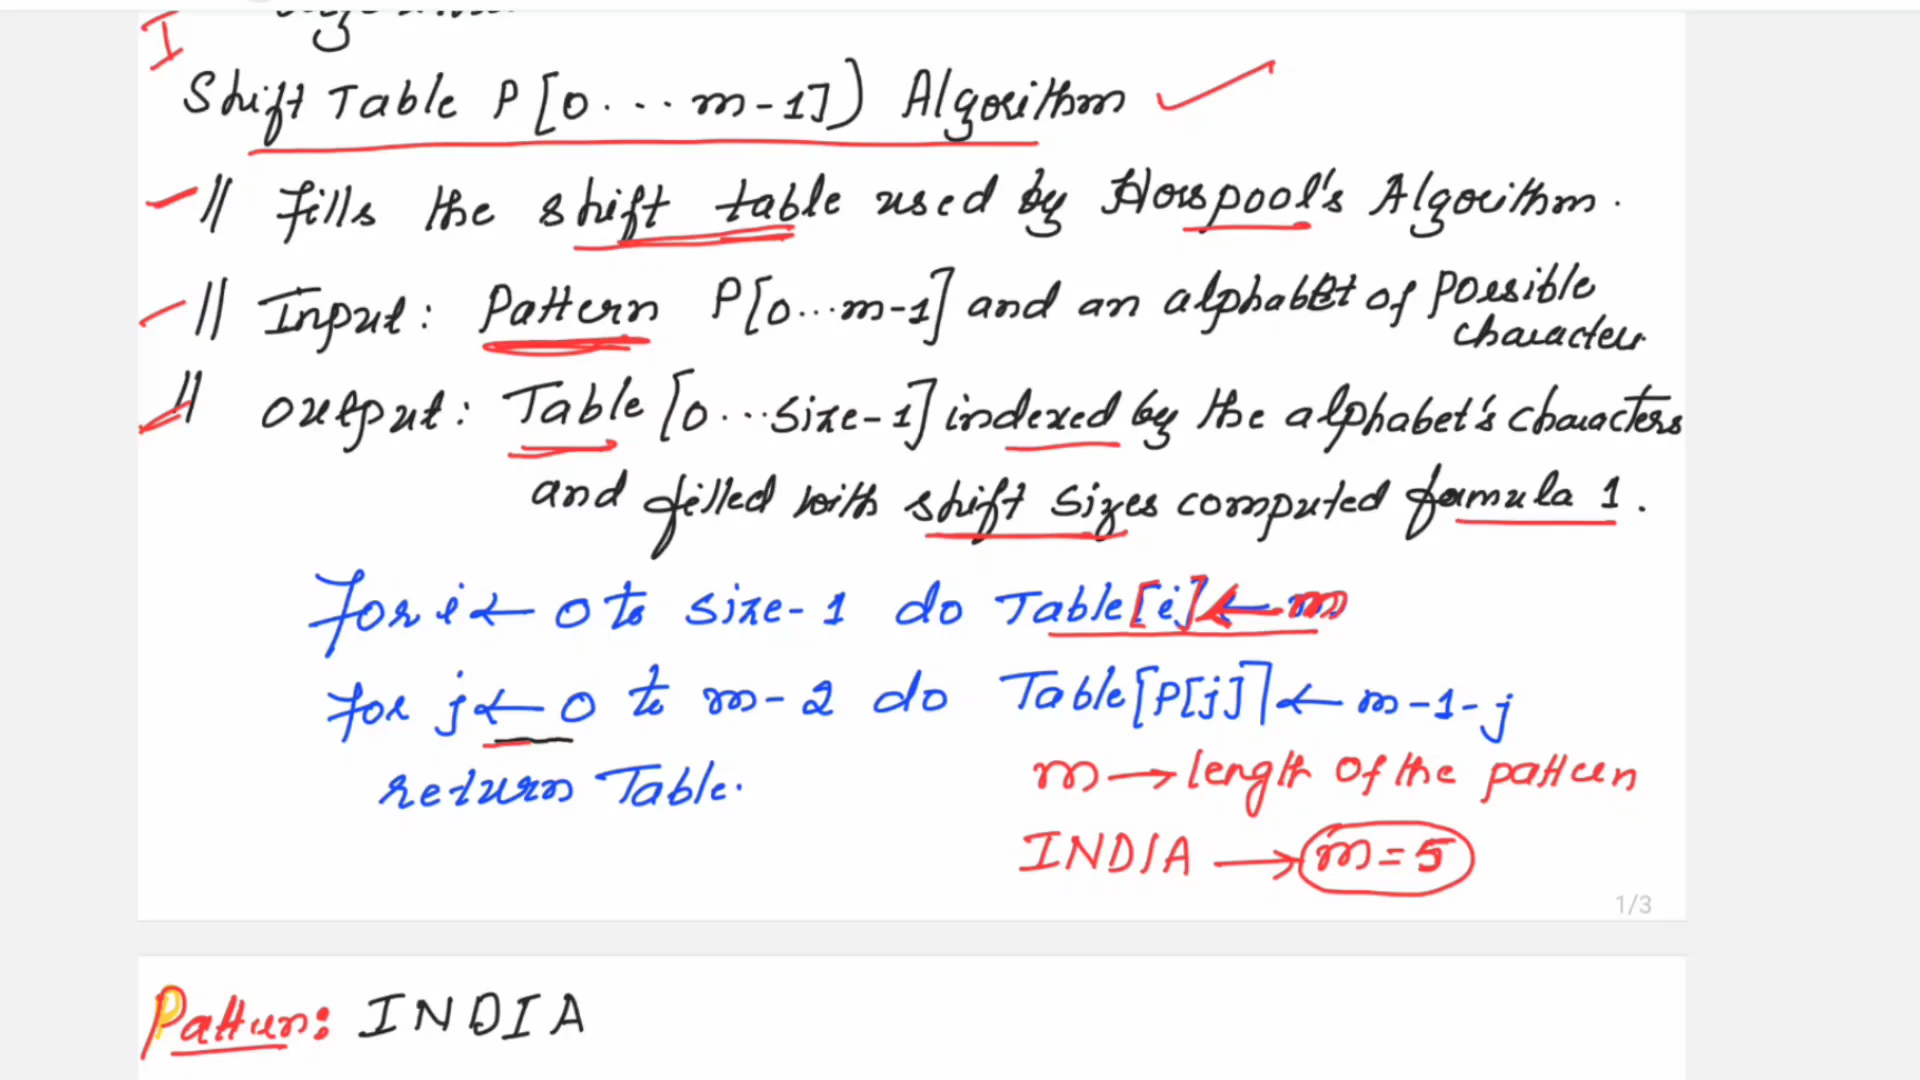 I
Shift Table P[0...m-1]) Algorithm
// Fills the shift table used by Horspool's Algorithm.
// Input: Pattern P[0...m-1] and an alphabet of possible
character
// output: Table [0...Size-1] indexed by the alphabet's characters
and filled with shift sizes computed formula 1.
For i ← 0 to size-1 do Table[i] ← m
for j ← 0 to m-2 do Table[P[j]] ← m-1-j
return Table.
m → length of the pattern
INDIA → m=5
1/3
Pattern: INDIA